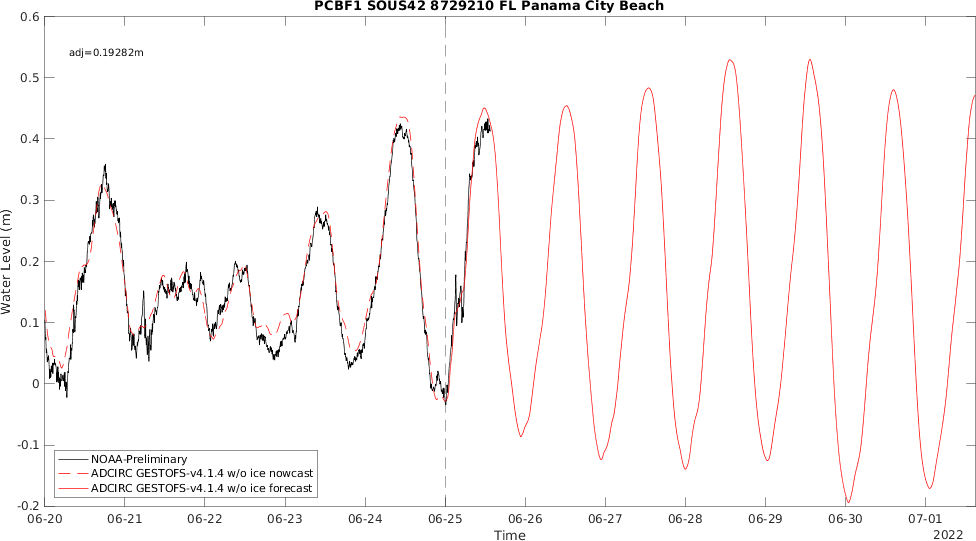 PCBF1 SOUS42 8729210 FL Panama City Beach
adj=0.19282m
0.6
0.5
0.4
0.3
0.2
0.1
0
-0.1
-0.2
Water Level (m)
NOAA-Preliminary
ADCIRC GESTOFS-v4.1.4 w/o ice nowcast
ADCIRC GESTOFS-v4.1.4 w/o ice forecast
06-20 06-21 06-22 06-23 06-24 06-25 06-26 06-27 06-28 06-29 06-30 07-01
Time
2022